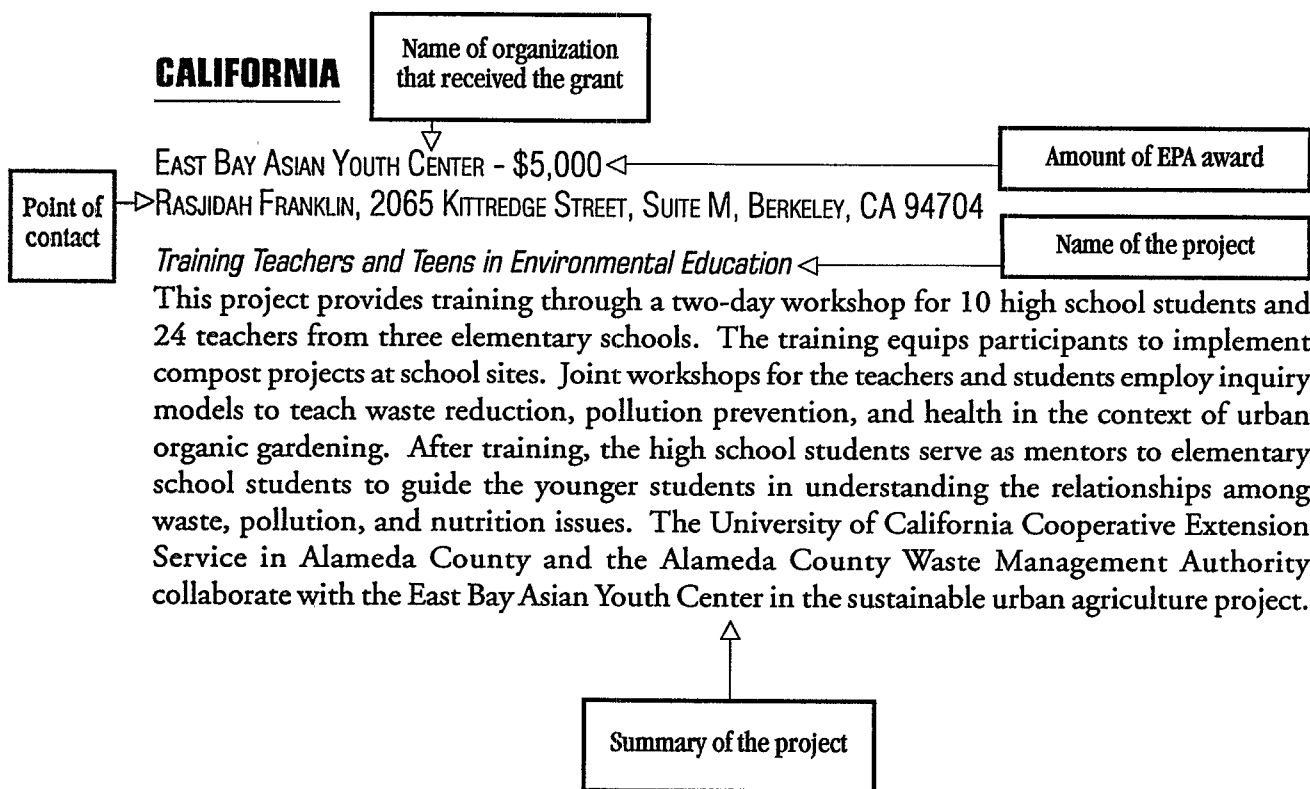 CALIFORNIA
Name of organization
that received the grant
EAST BAY ASIAN YOUTH CENTER - $5,000
Amount of EPA award
Point of
contact
RASJIDAH FRANKLIN, 2065 KITTREDGE STREET, SUITE M, BERKELEY, CA 94704
Name of the project
Training Teachers and Teens in Environmental Education
This project provides training through a two-day workshop for 10 high school students and
24 teachers from three elementary schools. The training equips participants to implement
compost projects at school sites. Joint workshops for the teachers and students employ inquiry
models to teach waste reduction, pollution prevention, and health in the context of urban
organic gardening. After training, the high school students serve as mentors to elementary
school students to guide the younger students in understanding the relationships among
waste, pollution, and nutrition issues. The University of California Cooperative Extension
Service in Alameda County and the Alameda County Waste Management Authority
collaborate with the East Bay Asian Youth Center in the sustainable urban agriculture project.
Summary of the project